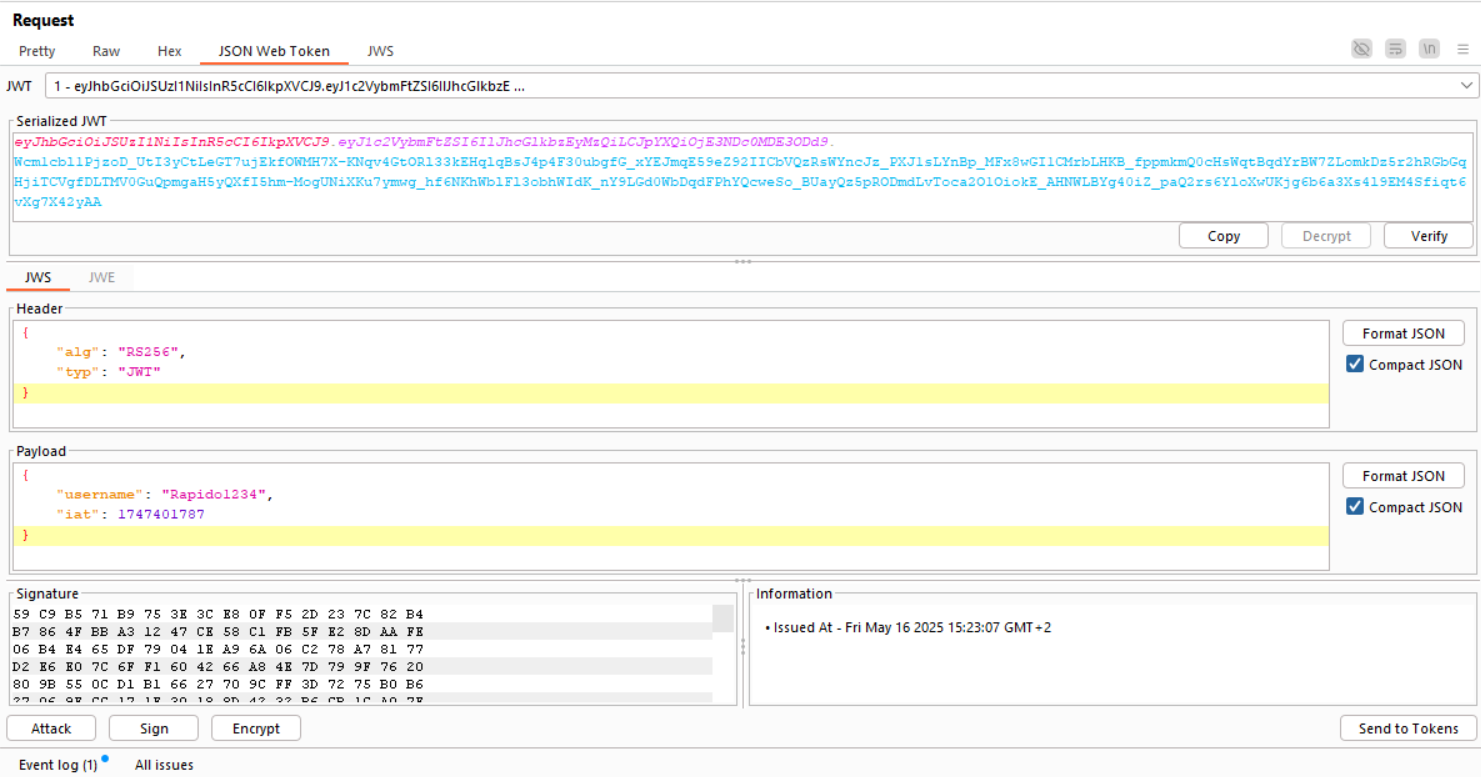 Request
Pretty Raw Hex JSON Web Token JWS
JWT 1 - eyJhbGciOiJSUzI1NiIsInR5cCI6IkpXVCJ9.eyJ1c2VybmFtZSI6IlJhcGlkbzE ...
Serialized JWT
eyJhbGciOiJSUzI1NiIsInR5cCI6IkpXVCJ9.eyJ1c2VybmFtZSI6IlJhcGlkbzEyMzQiLCJpYXQiOjE3NDc0MDE3ODd9.
Copy Decrypt Verify
JWS JWE
Header
{
"alg": "RS256",
"typ": "JWT"
}
Format JSON
Compact JSON
Payload
{
"username": "Rapido1234",
"iat": 1747401787
}
Format JSON
Compact JSON
Signature
59 C9 B5 71 B9 75 3E 3C E8 0F F5 2D 23 7C 82 B4
B7 86 4F BB A3 12 47 CE 58 C1 FB 5F E2 8D AA FE
06 B4 E4 65 DF 79 04 1E A9 6A 06 C2 78 A7 81 77
D2 E6 E0 7C 6F F1 60 42 66 A8 4E 7D 79 9F 76 20
80 9B 55 0C D1 B1 66 27 70 9C FF 3D 72 75 B0 B6
Information
• Issued At - Fri May 16 2025 15:23:07 GMT+2
Attack Sign Encrypt
Send to Tokens
Event log (1) All issues